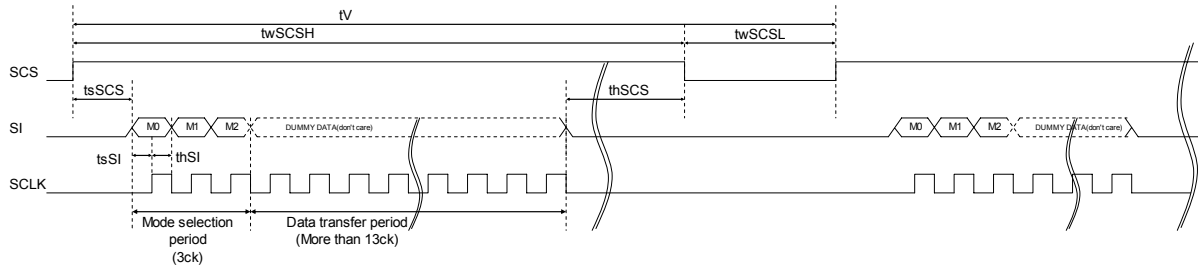 tV
twSCSH twSCSL
SCS
tsSCS thSCS
SI M0 M1 M2 DUMMY DATA(don't care) M0 M1 M2 DUMMY DATA(don't care)
tsSI thSI
SCLK
Mode selection period (3ck)
Data transfer period (More than 13ck)